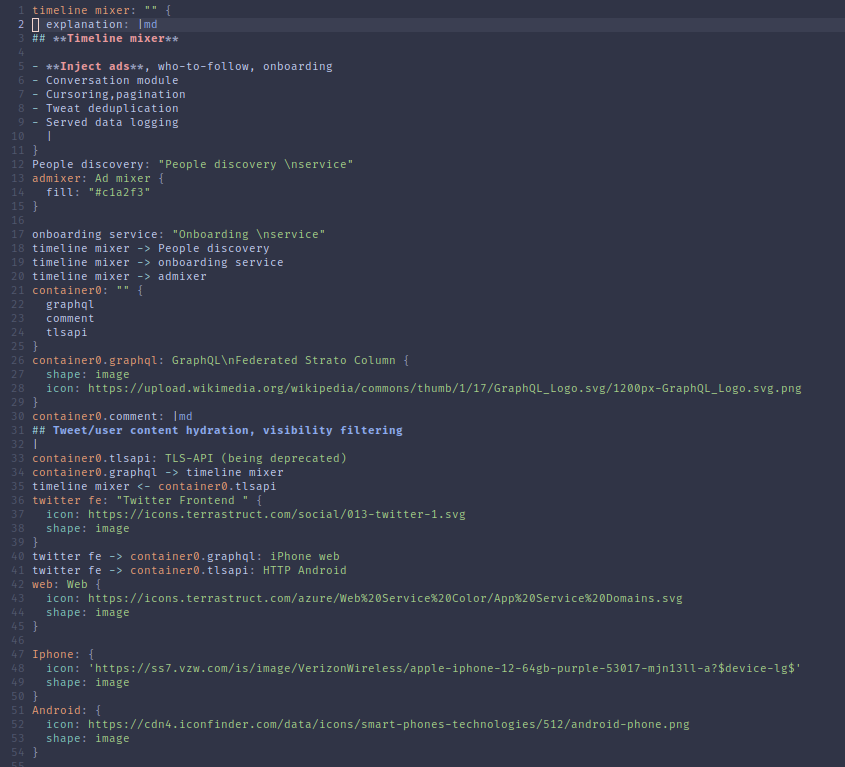 1 timeline mixer: "" {
2   explanation: |md
3 ## **Timeline mixer**
4
5 - **Inject ads**, who-to-follow, onboarding
6 - Conversation module
7 - Cursoring,pagination
8 - Tweat deduplication
9 - Served data logging
10   |
11 }
12 People discovery: "People discovery \nservice"
13 admixer: Ad mixer {
14   fill: "#c1a2f3"
15 }
16
17 onboarding service: "Onboarding \nservice"
18 timeline mixer -> People discovery
19 timeline mixer -> onboarding service
20 timeline mixer -> admixer
21 container0: "" {
22   graphql
23   comment
24   tlsapi
25 }
26 container0.graphql: GraphQL\nFederated Strato Column {
27   shape: image
28   icon: https://upload.wikimedia.org/wikipedia/commons/thumb/1/17/GraphQL_Logo.svg/1200px-GraphQL_Logo.svg.png
29 }
30 container0.comment: |md
31 ## Tweet/user content hydration, visibility filtering
32 |
33 container0.tlsapi: TLS-API (being deprecated)
34 container0.graphql -> timeline mixer
35 timeline mixer <- container0.tlsapi
36 twitter fe: "Twitter Frontend " {
37   icon: https://icons.terrastruct.com/social/013-twitter-1.svg
38   shape: image
39 }
40 twitter fe -> container0.graphql: iPhone web
41 twitter fe -> container0.tlsapi: HTTP Android
42 web: Web {
43   icon: https://icons.terrastruct.com/azure/Web%20Service%20Color/App%20Service%20Domains.svg
44   shape: image
45 }
46
47 Iphone: {
48   icon: 'https://ss7.vzw.com/is/image/VerizonWireless/apple-iphone-12-64gb-purple-53017-mjn13ll-a?$device-lg$'
49   shape: image
50 }
51 Android: {
52   icon: https://cdn4.iconfinder.com/data/icons/smart-phones-technologies/512/android-phone.png
53   shape: image
54 }
55